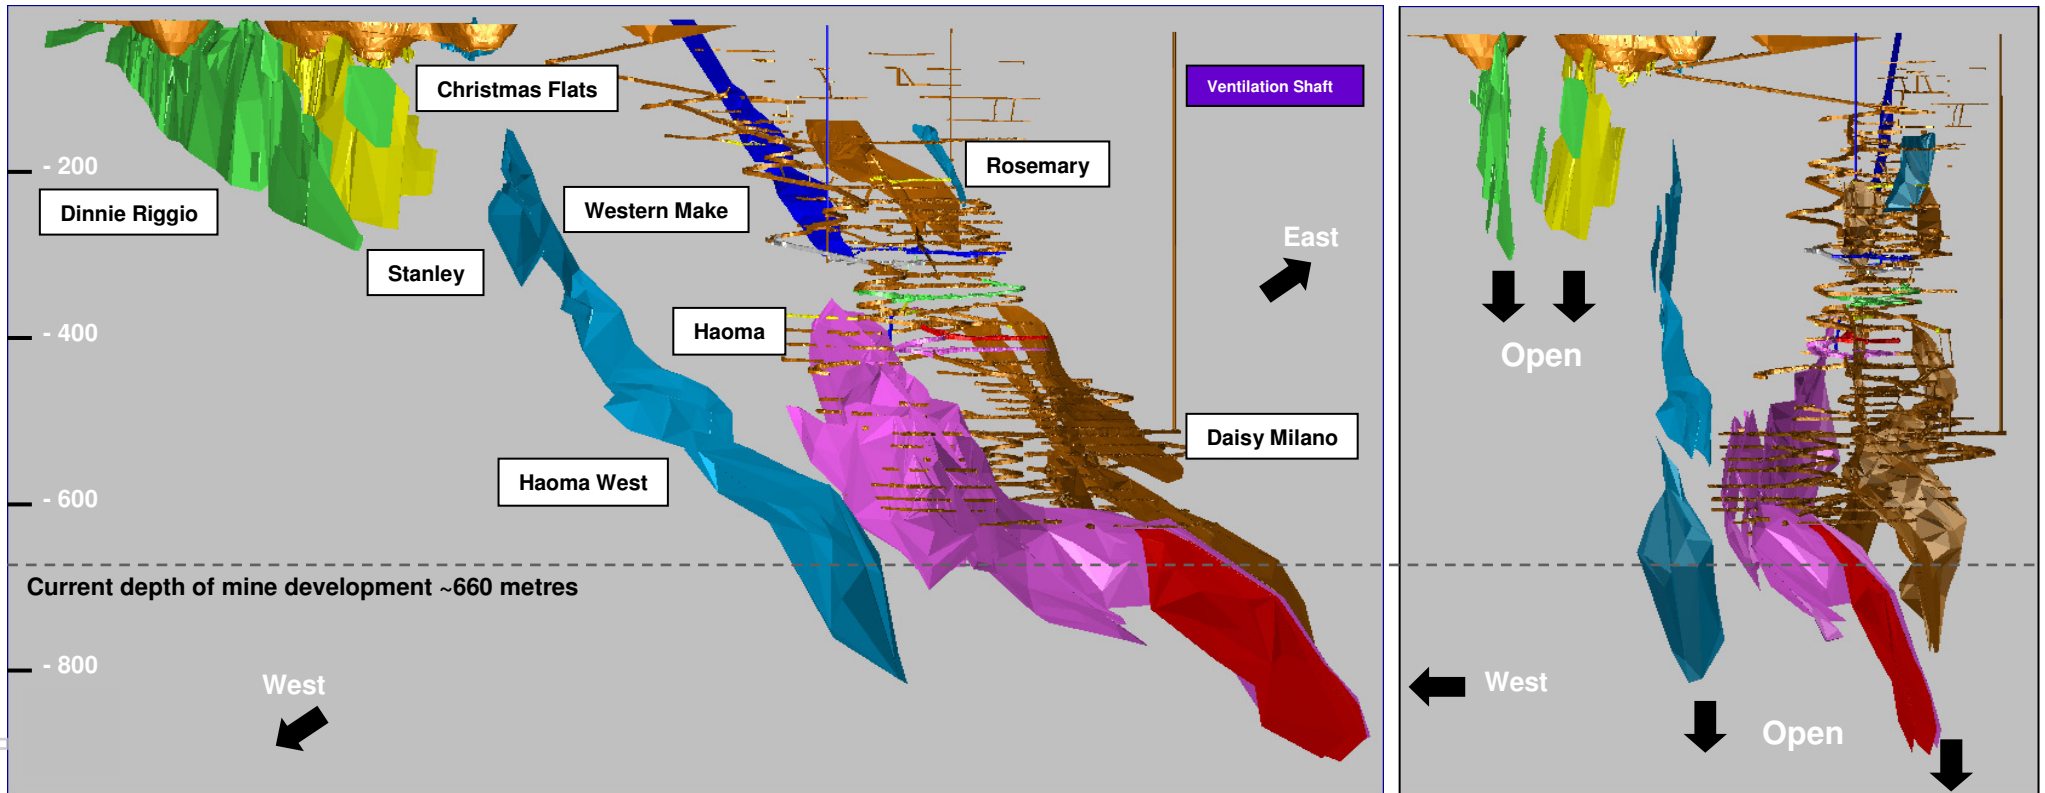 Christmas Flats
Ventilation Shaft
- 200
Rosemary
Dinnie Riggio
Western Make
East
Stanley
- 400
Haoma
Open
Daisy Milano
Haoma West
- 600
Current depth of mine development ~660 metres
- 800
West
West
Open